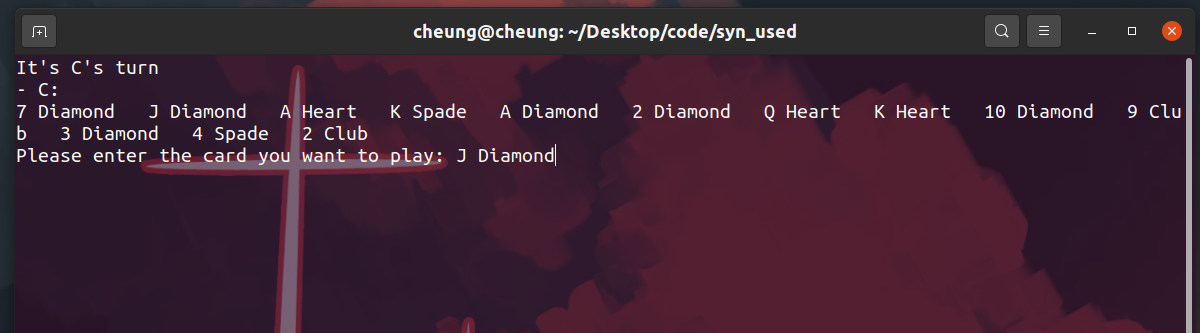 cheung@cheung: ~/Desktop/code/syn_used
It's C's turn
- C:
7 Diamond   J Diamond   A Heart   K Spade   A Diamond   2 Diamond   Q Heart   K Heart   10 Diamond   9 Clu
b   3 Diamond   4 Spade   2 Club
Please enter the card you want to play: J Diamond